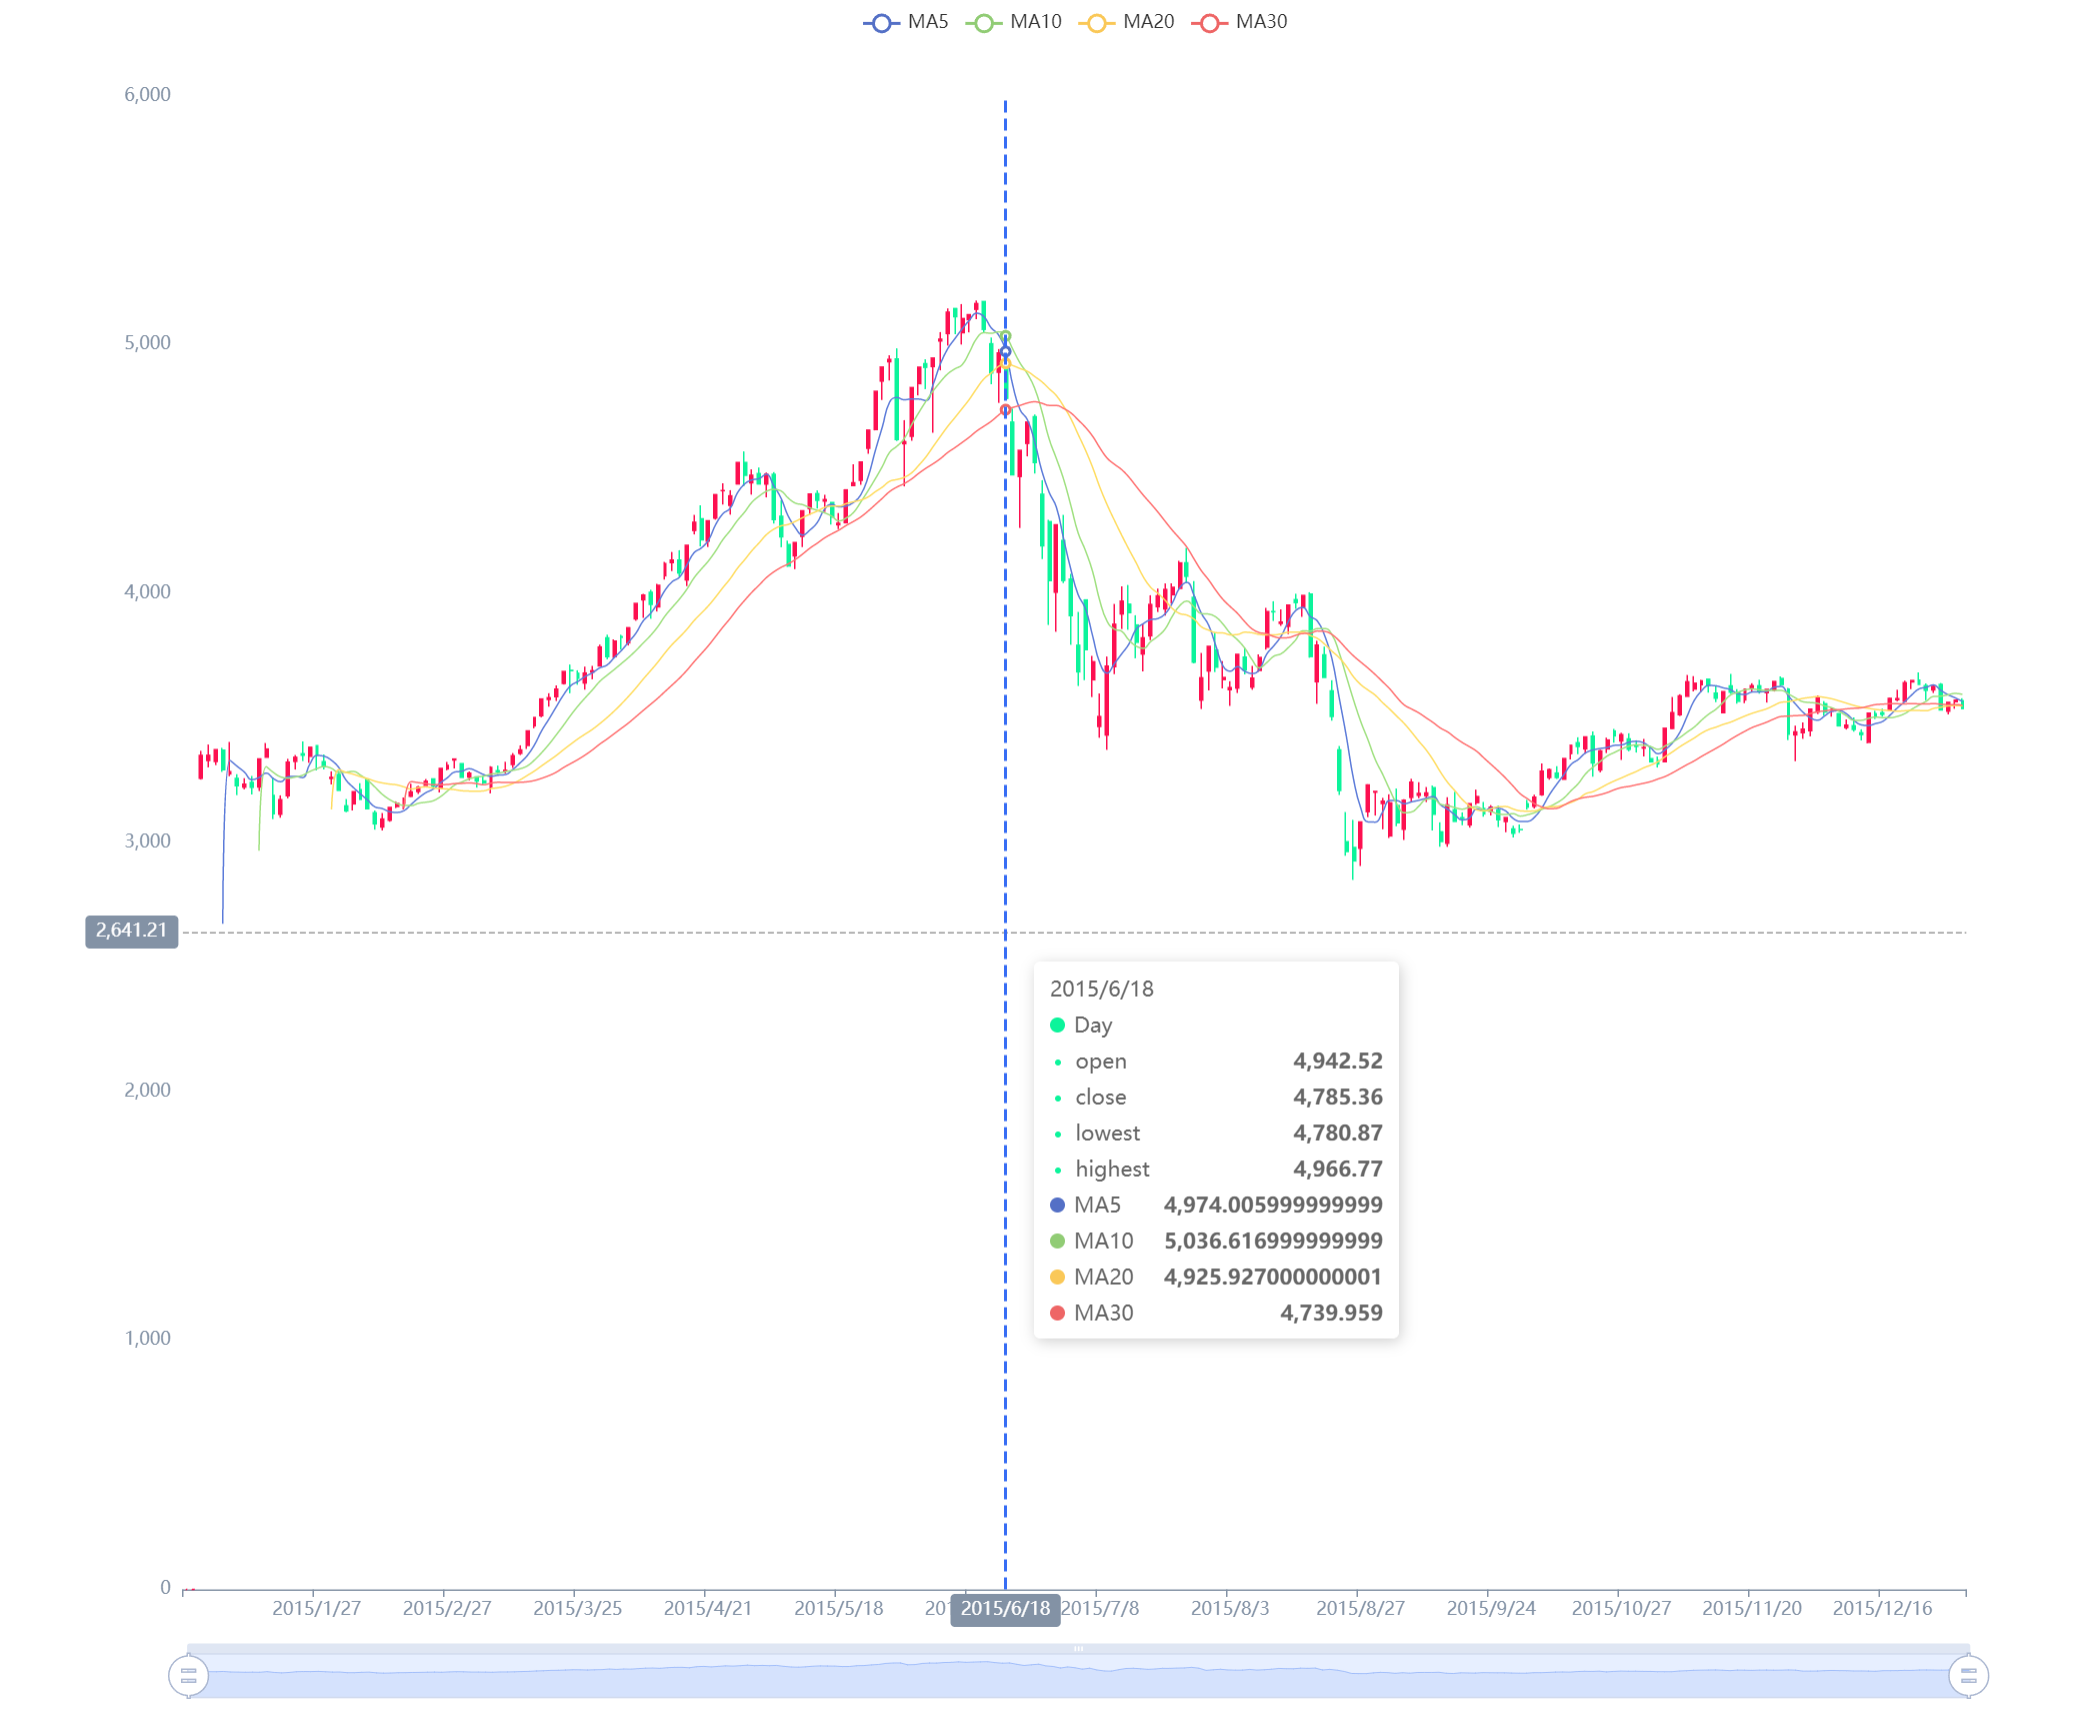 MA5 MA10 MA20 MA30
6,000
5,000
4,000
3,000
2,641.21
2015/6/18
Day
open 4,942.52
close 4,785.36
2,000
lowest 4,780.87
highest 4,966.77
MA5 4,974.005999999999
MA10 5,036.616999999999
MA20 4,925.927000000001
MA30 4,739.959
1,000
0
2015/1/27 2015/2/27 2015/3/25 2015/4/21 2015/5/18 2015/6/18 2015/7/8 2015/8/3 2015/8/27 2015/9/24 2015/10/27 2015/11/20 2015/12/16